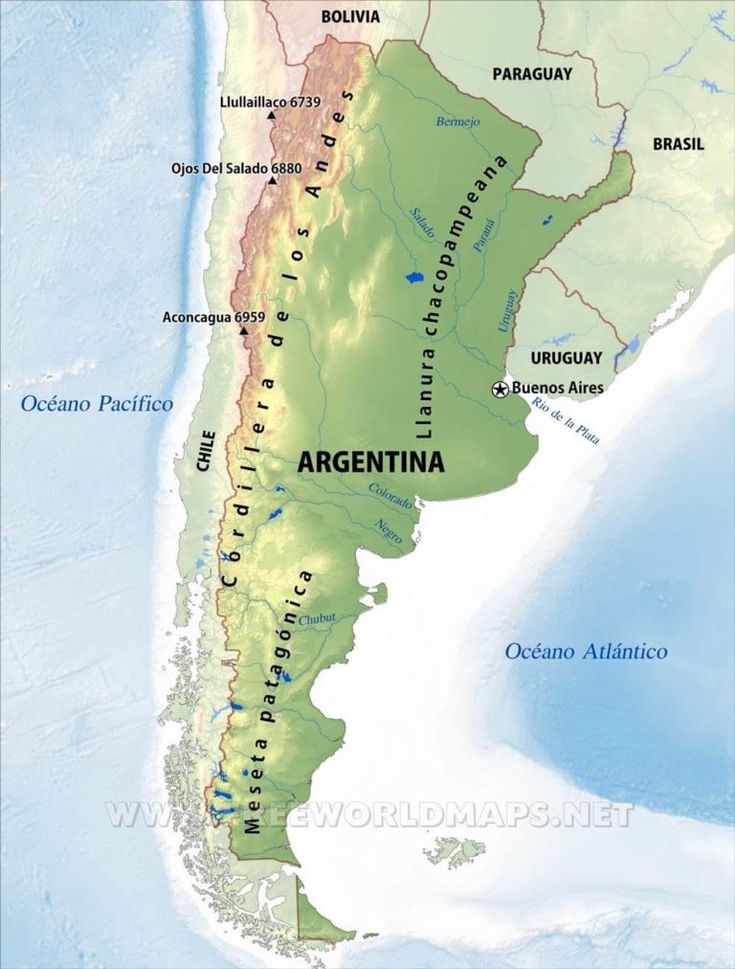 BOLIVIA
PARAGUAY
Llullaillaco 6739
Bermejo
BRASIL
Ojos Del Salado 6880
Cordillera de los Andes
Llanura chacopampeana
Salado
Paraná
Uruguay
Aconcagua 6959
URUGUAY
Buenos Aires
Océano Pacífico
Río de la Plata
CHILE
ARGENTINA
Colorado
Negro
Meseta patagónica
Chubut
Océano Atlántico
WWW.FREEWORLDMAPS.NET